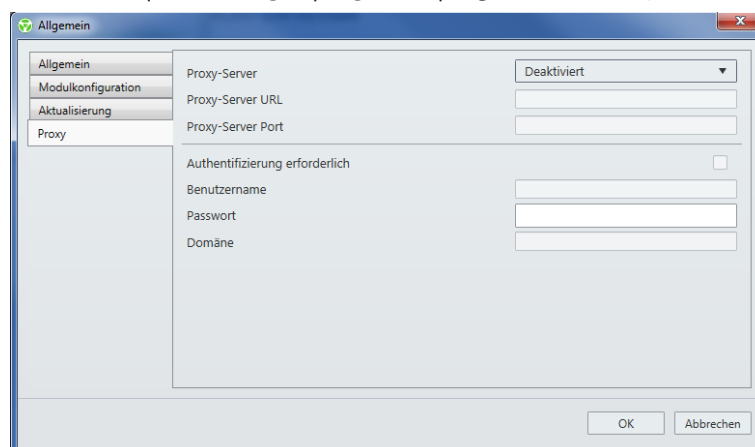 Allgemein
Allgemein
Modulkonfiguration
Aktualisierung
Proxy
Proxy-Server
Deaktiviert
Proxy-Server URL
Proxy-Server Port
Authentifizierung erforderlich
Benutzername
Passwort
Domäne
OK
Abbrechen